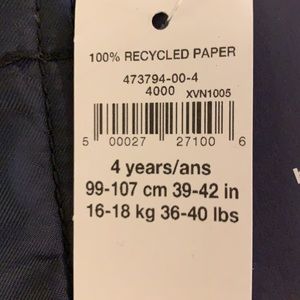 100% RECYCLED PAPER
473794-00-4
4000 XVN1005
5 00027 27100 6
4 years/ans
99-107 cm 39-42 in
16-18 kg 36-40 lbs